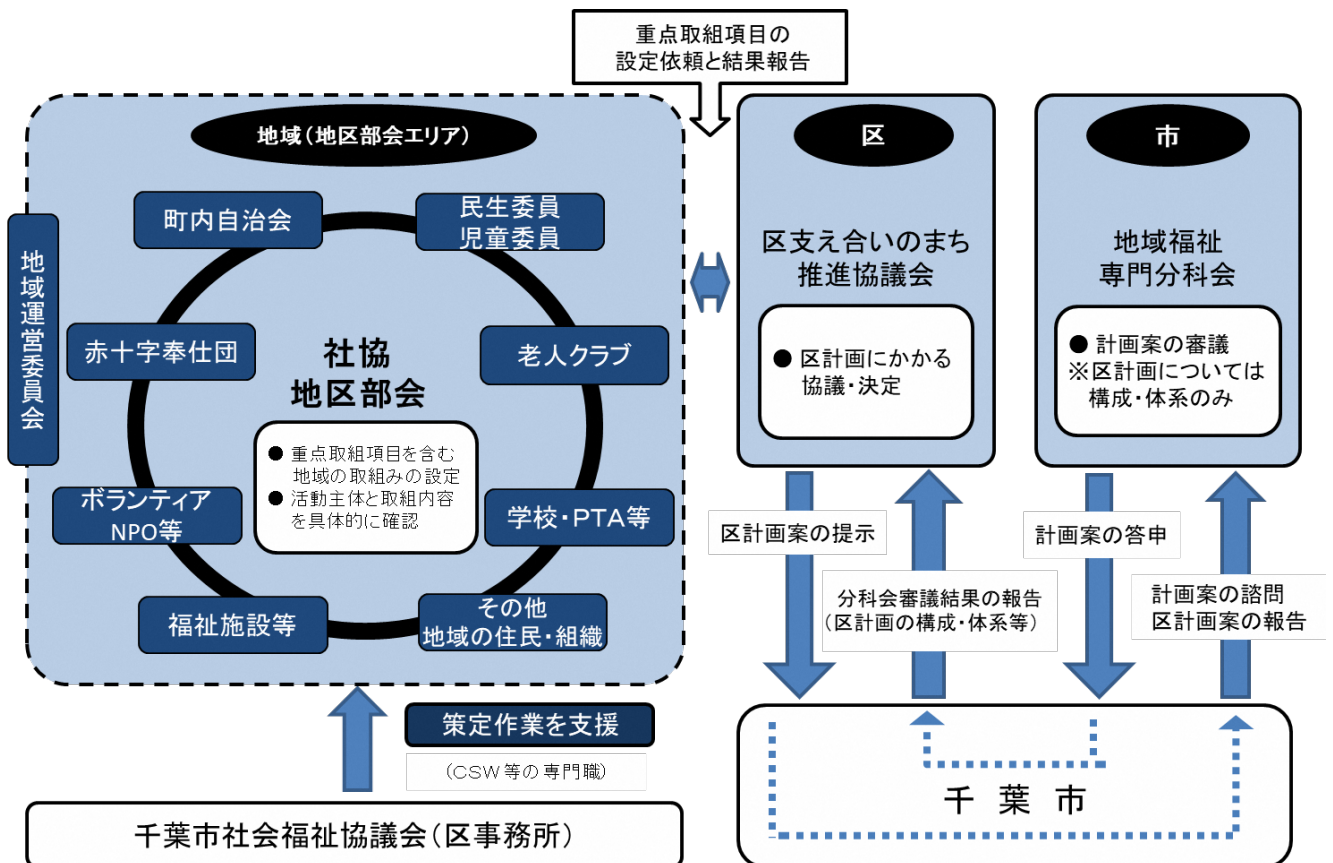 重点取組項目の
設定依頼と結果報告
地域(地区部会エリア)
地域運営委員会
町内自治会
民生委員
児童委員
赤十字奉仕団
老人クラブ
社協
地区部会
● 重点取組項目を含む
地域の取組みの設定
● 活動主体と取組内容
を具体的に確認
ボランティア
NPO等
学校・PTA等
福祉施設等
その他
地域の住民・組織
策定作業を支援
(CSW等の専門職)
千葉市社会福祉協議会(区事務所)
区
区支え合いのまち
推進協議会
● 区計画にかかる
協議・決定
市
地域福祉
専門分科会
● 計画案の審議
※区計画については
構成・体系のみ
区計画案の提示
分科会審議結果の報告
(区計画の構成・体系等)
計画案の答申
計画案の諮問
区計画案の報告
千葉市